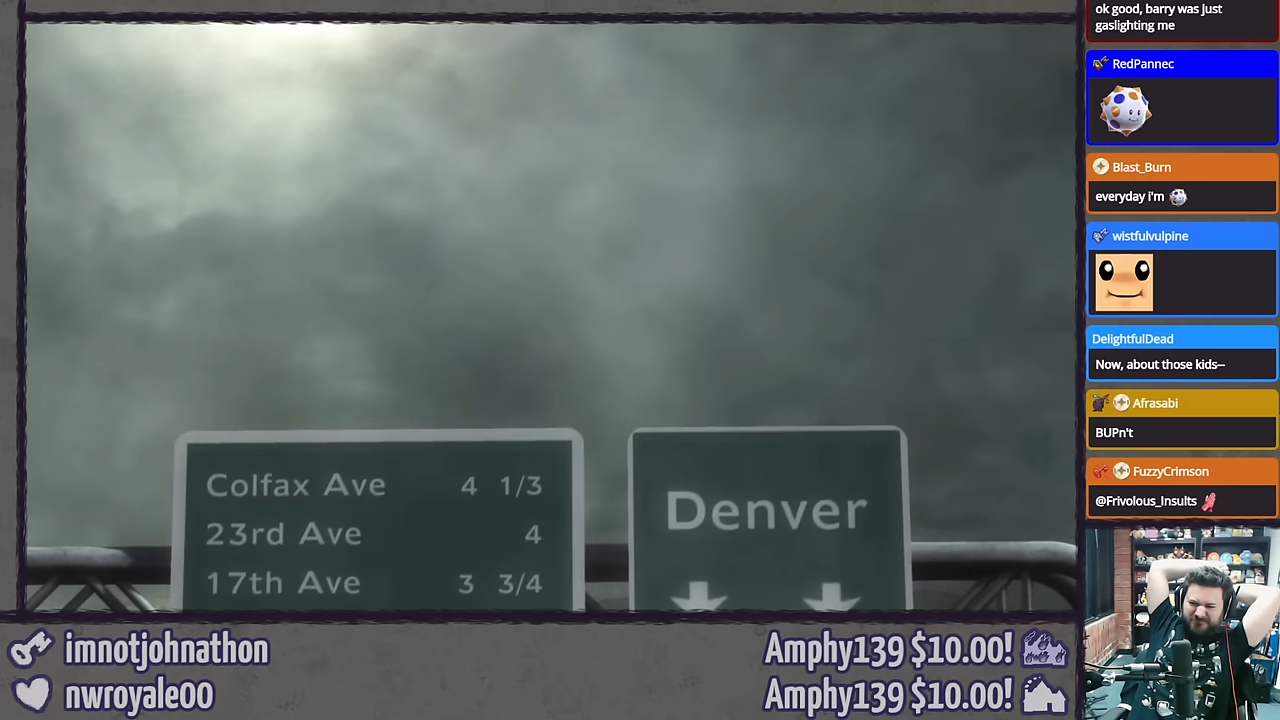 Colfax Ave 4 1/3
23rd Ave 4
17th Ave 3 3/4
Denver
ok good, barry was just
gaslighting me
RedPannec
Blast_Burn
everyday i'm
wistfulvulpine
DelightfulDead
Now, about those kids–
Afrasabi
BUPn't
FuzzyCrimson
@Frivolous_Insults
imnotjohnathon
nwroyale00
Amphy139 $10.00!
Amphy139 $10.00!